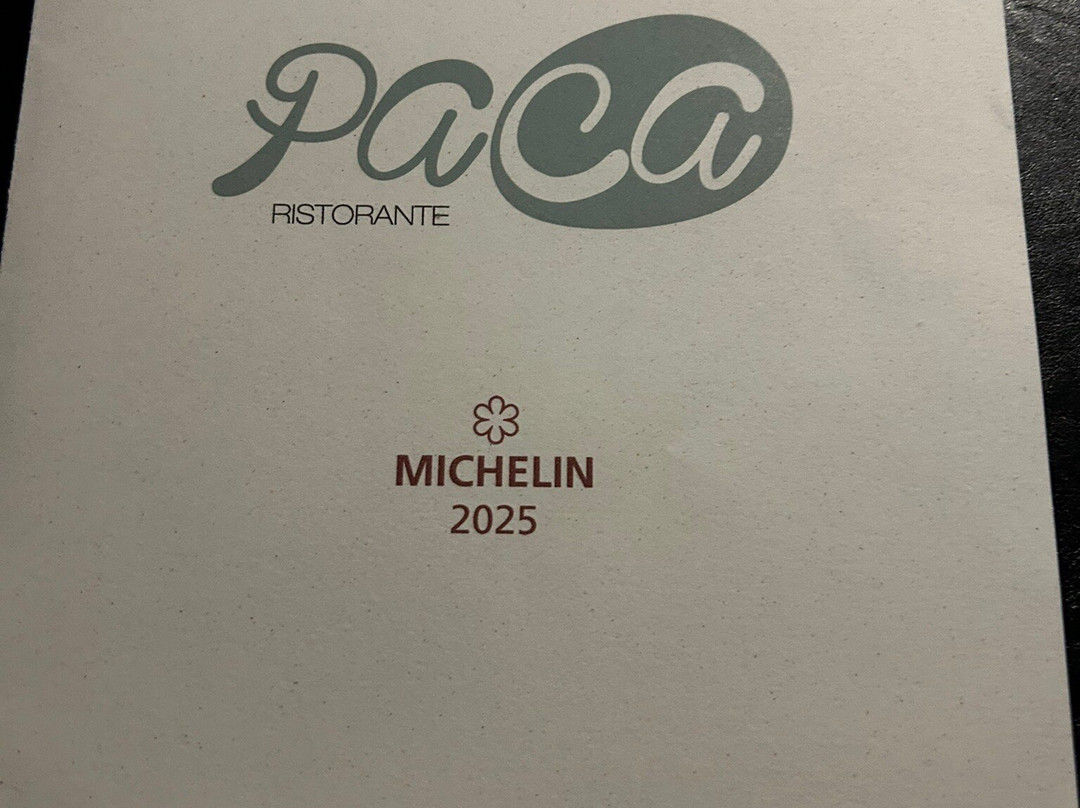 Paca
RISTORANTE
MICHELIN
2025